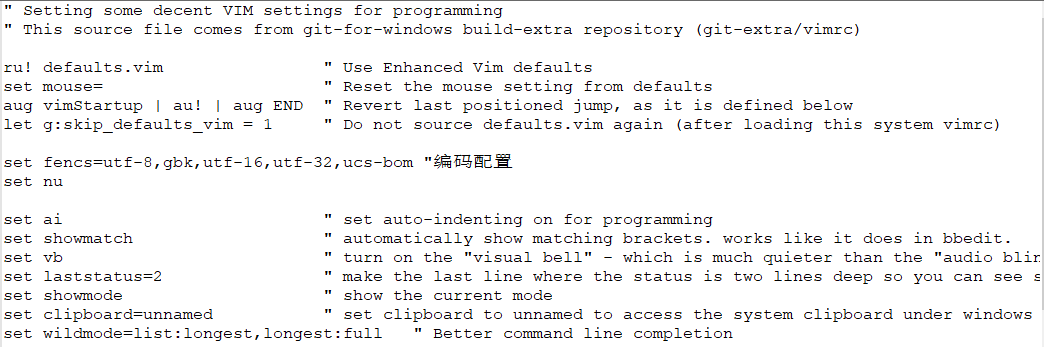 " Setting some decent VIM settings for programming
" This source file comes from git-for-windows build-extra repository (git-extra/vimrc)
ru! defaults.vim " Use Enhanced Vim defaults
set mouse= " Reset the mouse setting from defaults
aug vimStartup | au! | aug END " Revert last positioned jump, as it is defined below
let g:skip_defaults_vim = 1 " Do not source defaults.vim again (after loading this system vimrc)
set fencs=utf-8,gbk,utf-16,utf-32,ucs-bom "编码配置
set nu
set ai " set auto-indenting on for programming
set showmatch " automatically show matching brackets. works like it does in bbedit.
set vb " turn on the "visual bell" - which is much quieter than the "audio blin
set laststatus=2 " make the last line where the status is two lines deep so you can see s
set showmode " show the current mode
set clipboard=unnamed " set clipboard to unnamed to access the system clipboard under windows
set wildmode=list:longest,longest:full " Better command line completion